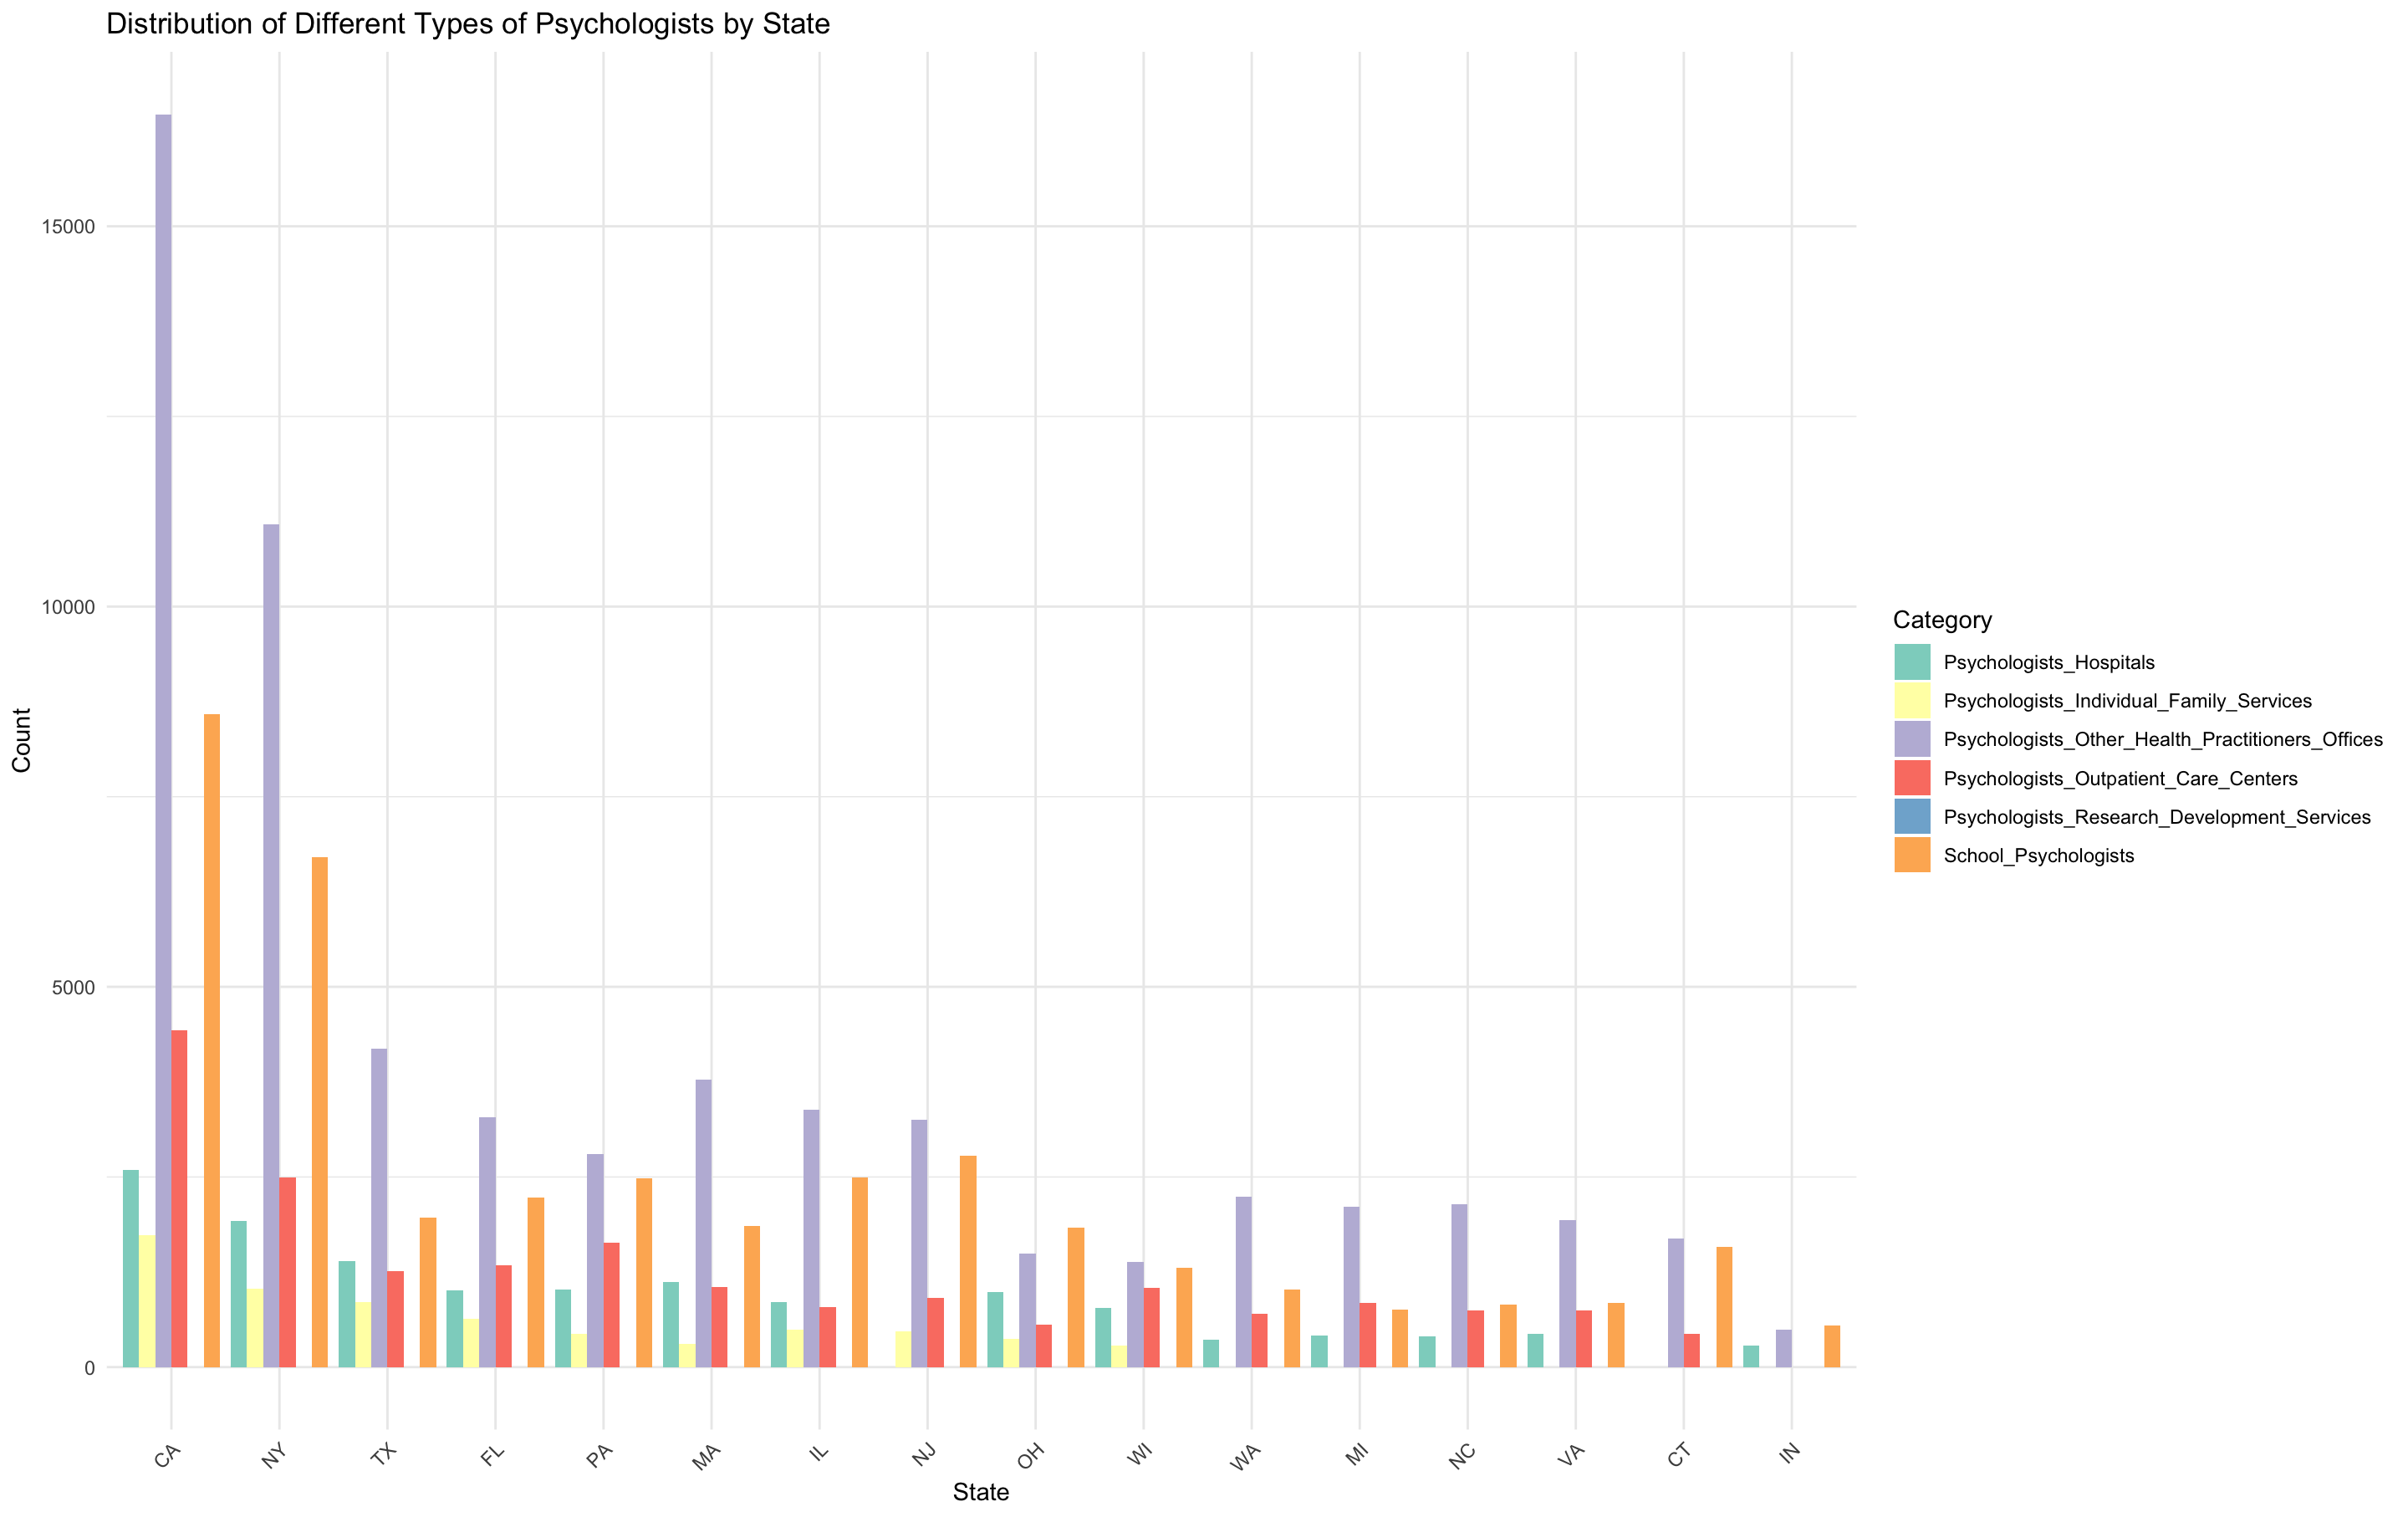 Distribution of Different Types of Psychologists by State
15000
10000
5000
0
Count
CA
NY
TX
FL
PA
MA
IL
NJ
OH
WI
WA
MI
NC
VA
CT
IN
State
Category
Psychologists_Hospitals
Psychologists_Individual_Family_Services
Psychologists_Other_Health_Practitioners_Offices
Psychologists_Outpatient_Care_Centers
Psychologists_Research_Development_Services
School_Psychologists